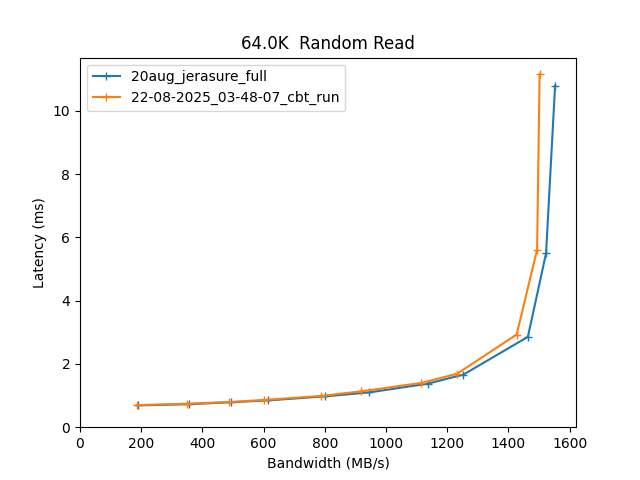 64.0K  Random Read
20aug_jerasure_full
22-08-2025_03-48-07_cbt_run
Latency (ms)
10
8
6
4
2
0
0 200 400 600 800 1000 1200 1400 1600
Bandwidth (MB/s)